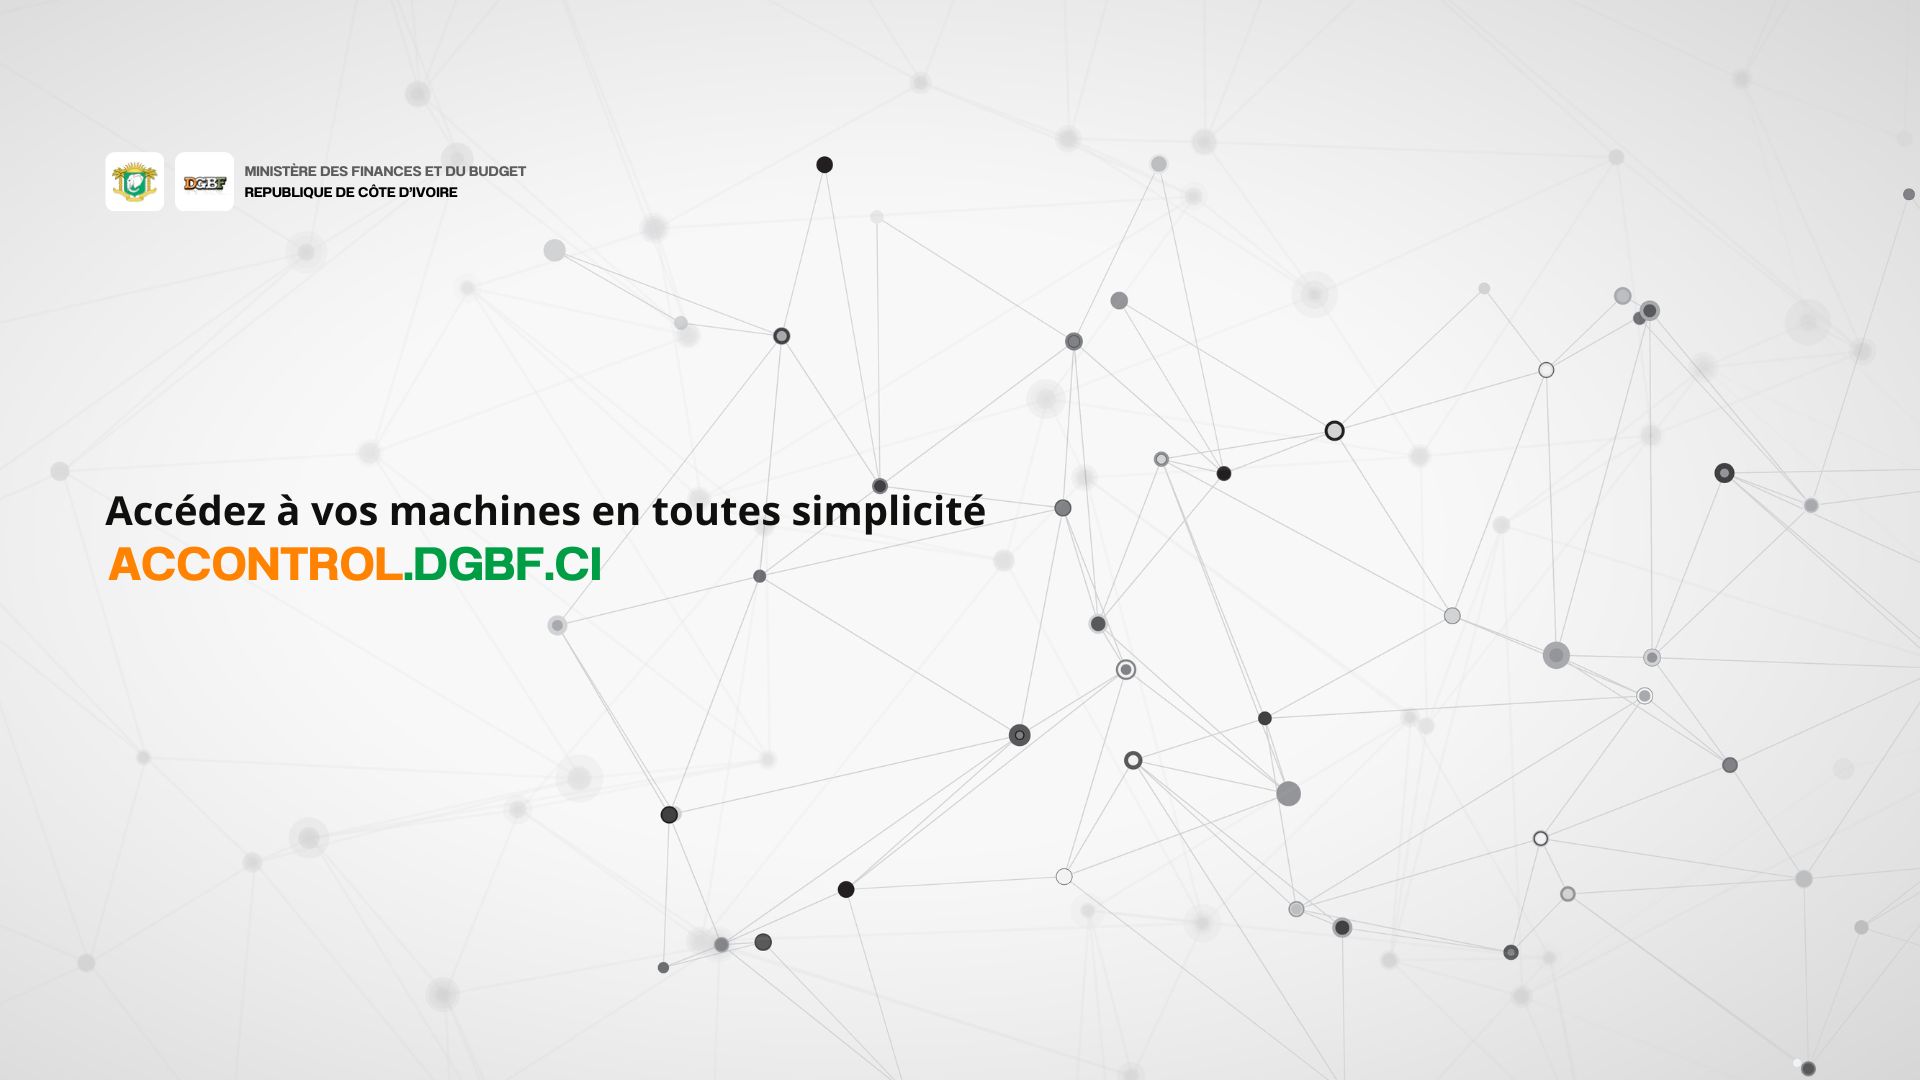 DGBF
MINISTÈRE DES FINANCES ET DU BUDGET
REPUBLIQUE DE CÔTE D'IVOIRE
Accédez à vos machines en toutes simplicité
ACCONTROL.DGBF.CI